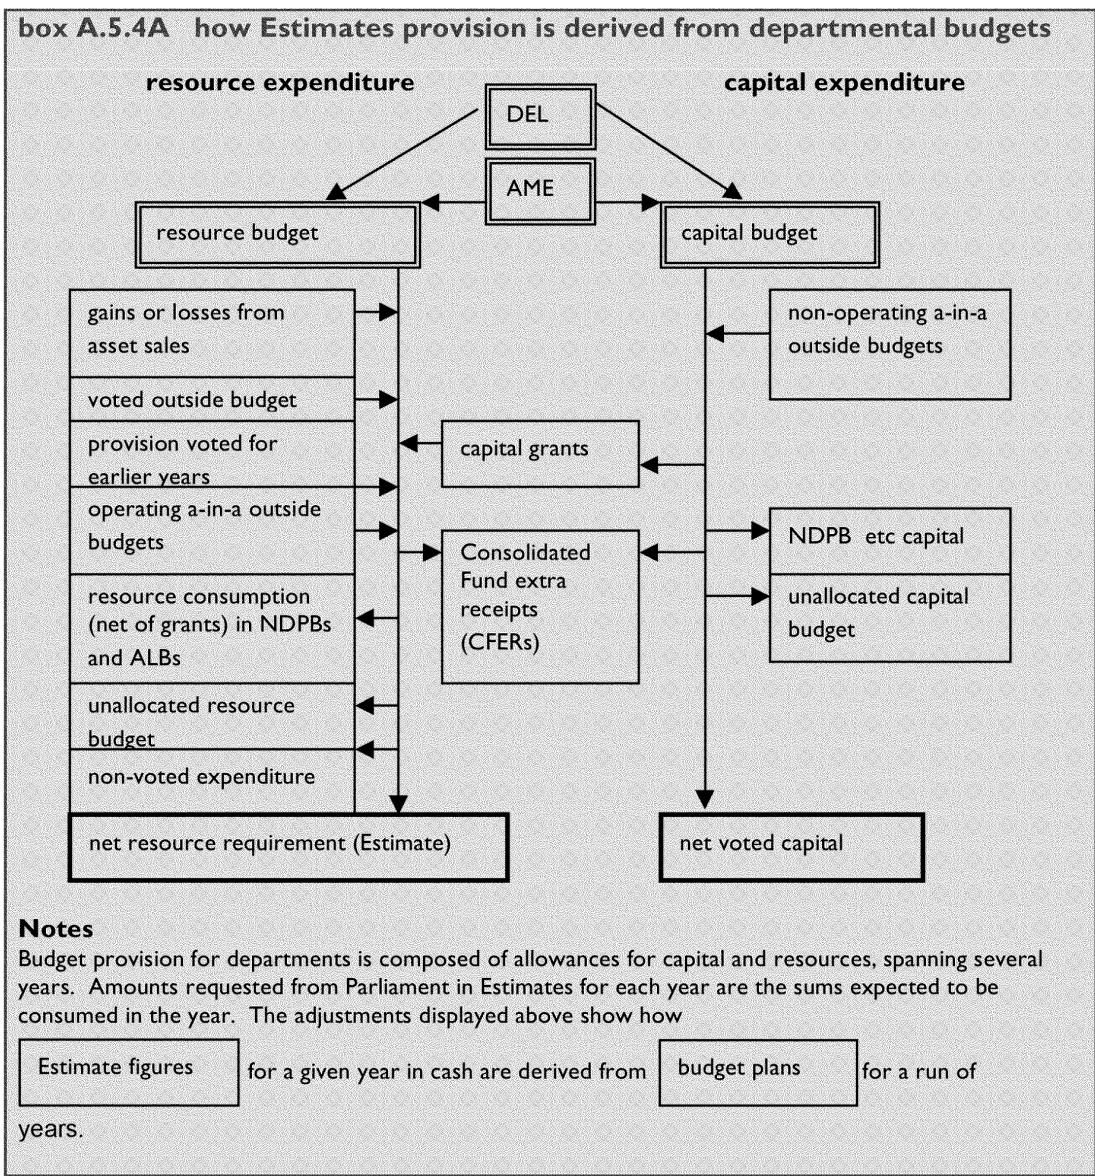 box A.5.4A how Estimates provision is derived from departmental budgets
resource expenditure
capital expenditure
DEL
AME
resource budget
capital budget
gains or losses from
asset sales
non-operating a-in-a
outside budgets
voted outside budget
provision voted for
earlier years
capital grants
operating a-in-a outside
budgets
Consolidated
Fund extra
receipts
(CFERs)
NDPB etc capital
resource consumption
(net of grants) in NDPBs
and ALBs
unallocated capital
budget
unallocated resource
budget
non-voted expenditure
net resource requirement (Estimate)
net voted capital
Notes
Budget provision for departments is composed of allowances for capital and resources, spanning several
years. Amounts requested from Parliament in Estimates for each year are the sums expected to be
consumed in the year. The adjustments displayed above show how
Estimate figures for a given year in cash are derived from budget plans for a run of
years.